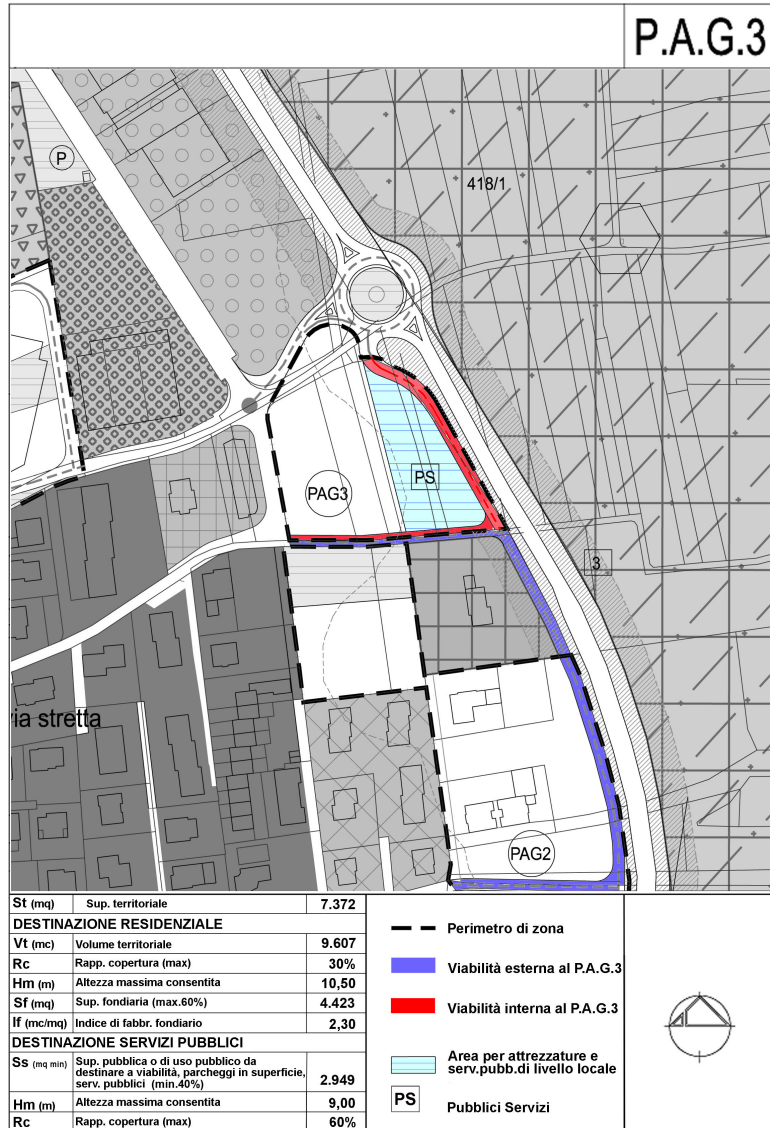 P.A.G.3
P
418/1
PAG3
PS
3
ia stretta
PAG2
St (mq) Sup. territoriale 7.372
DESTINAZIONE RESIDENZIALE
Vt (mc) Volume territoriale 9.607
Rc Rapp. copertura (max) 30%
Hm (m) Altezza massima consentita 10,50
Sf (mq) Sup. fondiaria (max.60%) 4.423
If (mc/mq) Indice di fabbr. fondiario 2,30
DESTINAZIONE SERVIZI PUBBLICI
Ss (mq min) Sup. pubblica o di uso pubblico da
destinare a viabilità, parcheggi in superficie,
serv. pubblici (min.40%) 2.949
Hm (m) Altezza massima consentita 9,00
Rc Rapp. copertura (max) 60%
Perimetro di zona
Viabilità esterna al P.A.G.3
Viabilità interna al P.A.G.3
Area per attrezzature e
serv.pubb.di livello locale
PS Pubblici Servizi